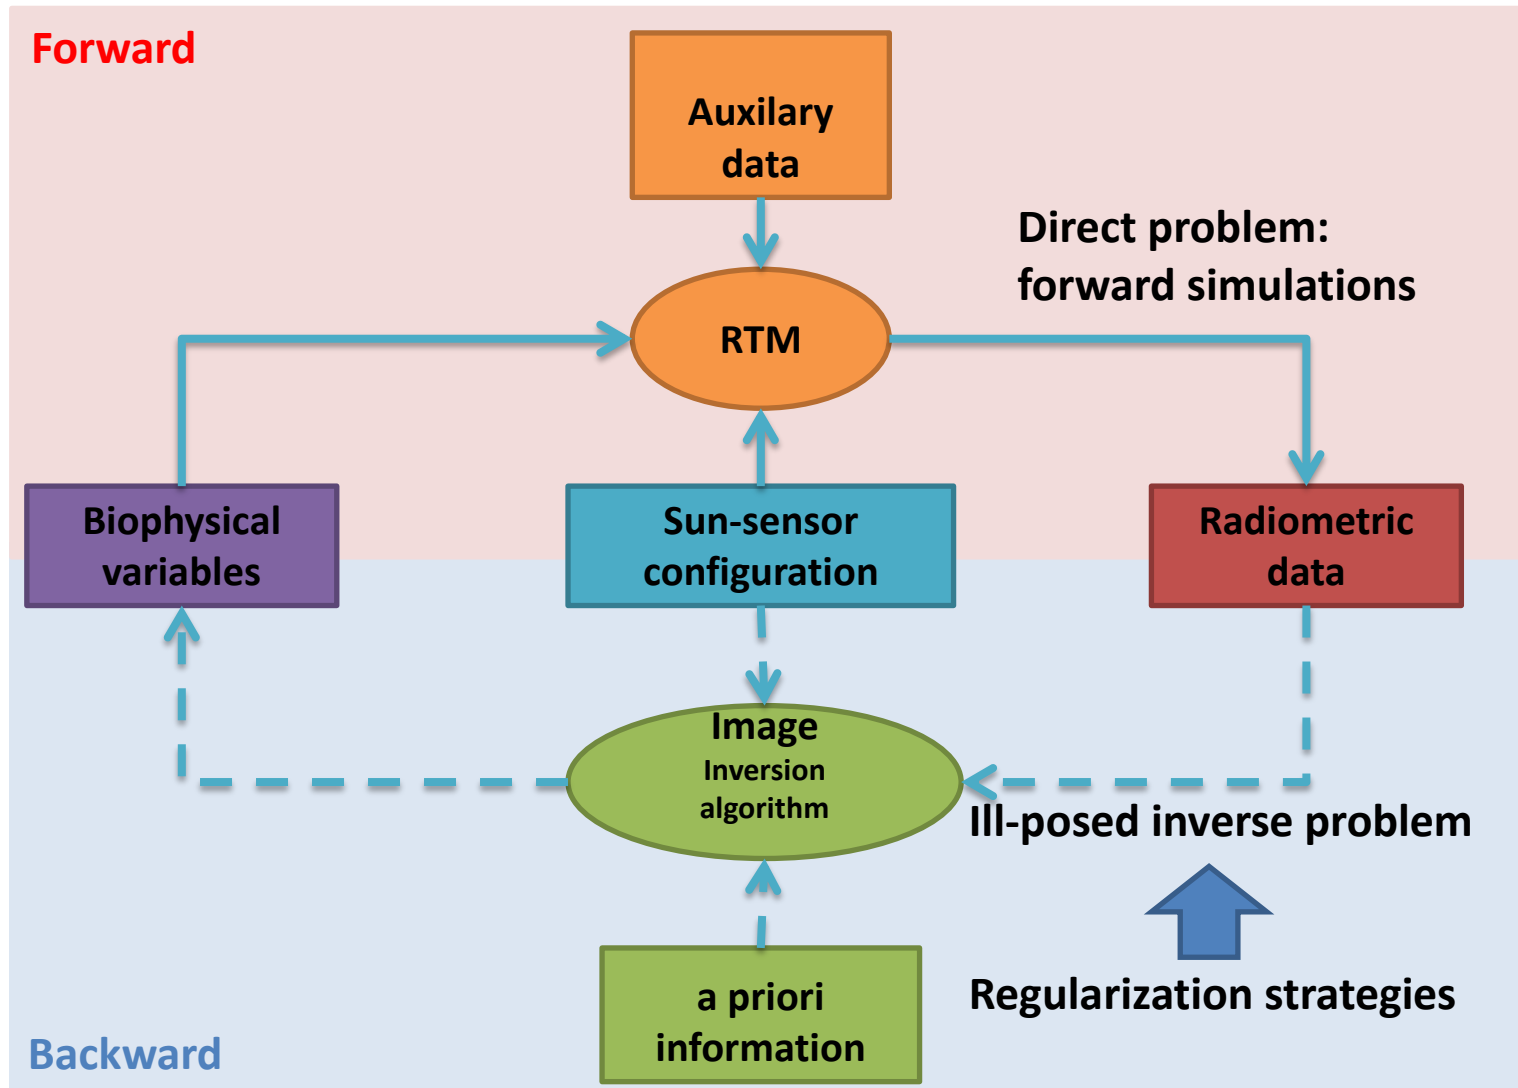 Forward
Auxilary
data
Direct problem:
forward simulations
RTM
Biophysical
variables
Sun-sensor
configuration
Radiometric
data
Image
Inversion
algorithm
Ill-posed inverse problem
a priori
information
Regularization strategies
Backward